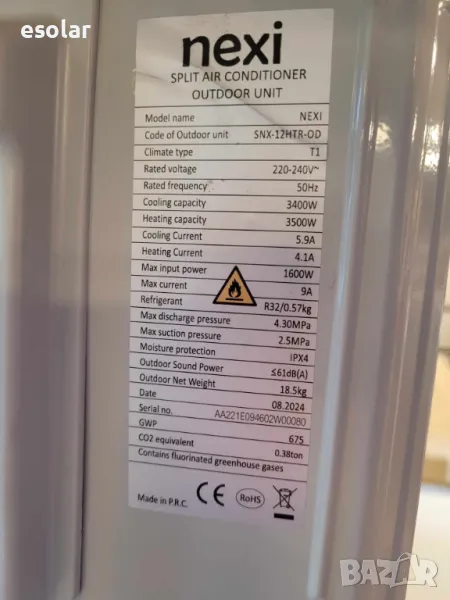 esolar
nexi
SPLIT AIR CONDITIONER
OUTDOOR UNIT
Model name NEXI
Code of Outdoor unit SNX-12HTR-OD
Climate type T1
Rated voltage 220-240V~
Rated frequency 50Hz
Cooling capacity 3400W
Heating capacity 3500W
Cooling Current 5.9A
Heating Current 4.1A
Max input power 1600W
Max current 9A
Refrigerant R32/0.57kg
Max discharge pressure 4.30MPa
Max suction pressure 2.5MPa
Moisture protection IPX4
Outdoor Sound Power ≤61dB(A)
Outdoor Net Weight 18.5kg
Date 08.2024
Serial no. AA221E094602W00080
GWP 675
CO2 equivalent 0.38ton
Contains fluorinated greenhouse gases
Made in P.R.C. CE RoHS
BAZAR